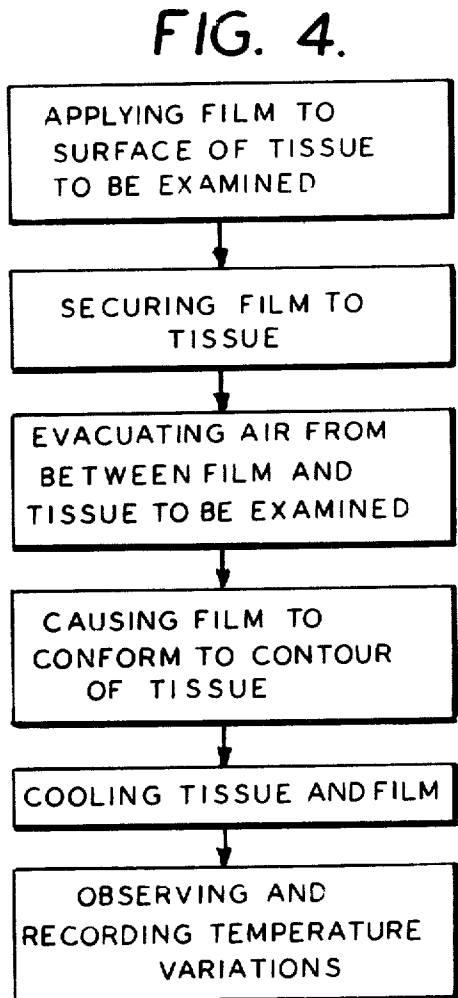 FIG. 4.
APPLYING FILM TO
SURFACE OF TISSUE
TO BE EXAMINED
SECURING FILM TO
TISSUE
EVACUATING AIR FROM
BETWEEN FILM AND
TISSUE TO BE EXAMINED
CAUSING FILM TO
CONFORM TO CONTOUR
OF TISSUE
COOLING TISSUE AND FILM
OBSERVING AND
RECORDING TEMPERATURE
VARIATIONS